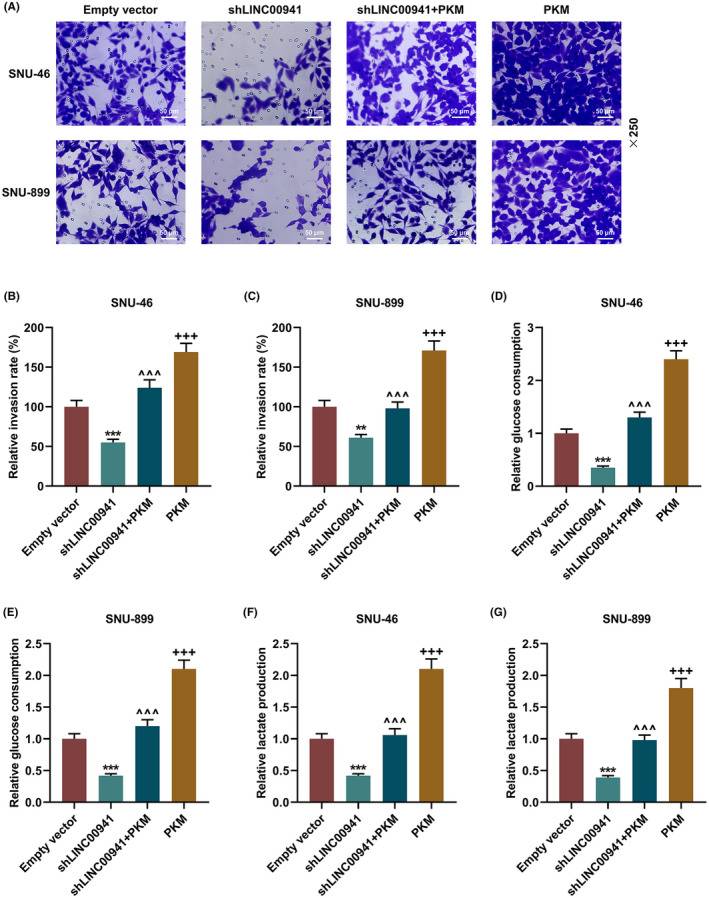 (A)
Empty vector shLINC00941 shLINC00941+PKM PKM
SNU-46
50 μm 50 μm 50 μm 50 μm
×250
SNU-899
50 μm 50 μm 50 μm 50 μm
(B) SNU-46
Relative invasion rate (%)
200
150
100
50
0
***
^^^
+++
Empty vector
shLINC00941
shLINC00941+PKM
PKM
(C) SNU-899
Relative invasion rate (%)
200
150
100
50
0
**
^^^
+++
Empty vector
shLINC00941
shLINC00941+PKM
PKM
(D) SNU-46
Relative glucose consumption
3
2
1
0
***
^^^
+++
Empty vector
shLINC00941
shLINC00941+PKM
PKM
(E) SNU-899
Relative glucose consumption
2.5
2.0
1.5
1.0
0.5
0.0
***
^^^
+++
Empty vector
shLINC00941
shLINC00941+PKM
PKM
(F) SNU-46
Relative lactate production
2.5
2.0
1.5
1.0
0.5
0.0
***
^^^
+++
Empty vector
shLINC00941
shLINC00941+PKM
PKM
(G) SNU-899
Relative lactate production
2.5
2.0
1.5
1.0
0.5
0.0
***
^^^
+++
Empty vector
shLINC00941
shLINC00941+PKM
PKM